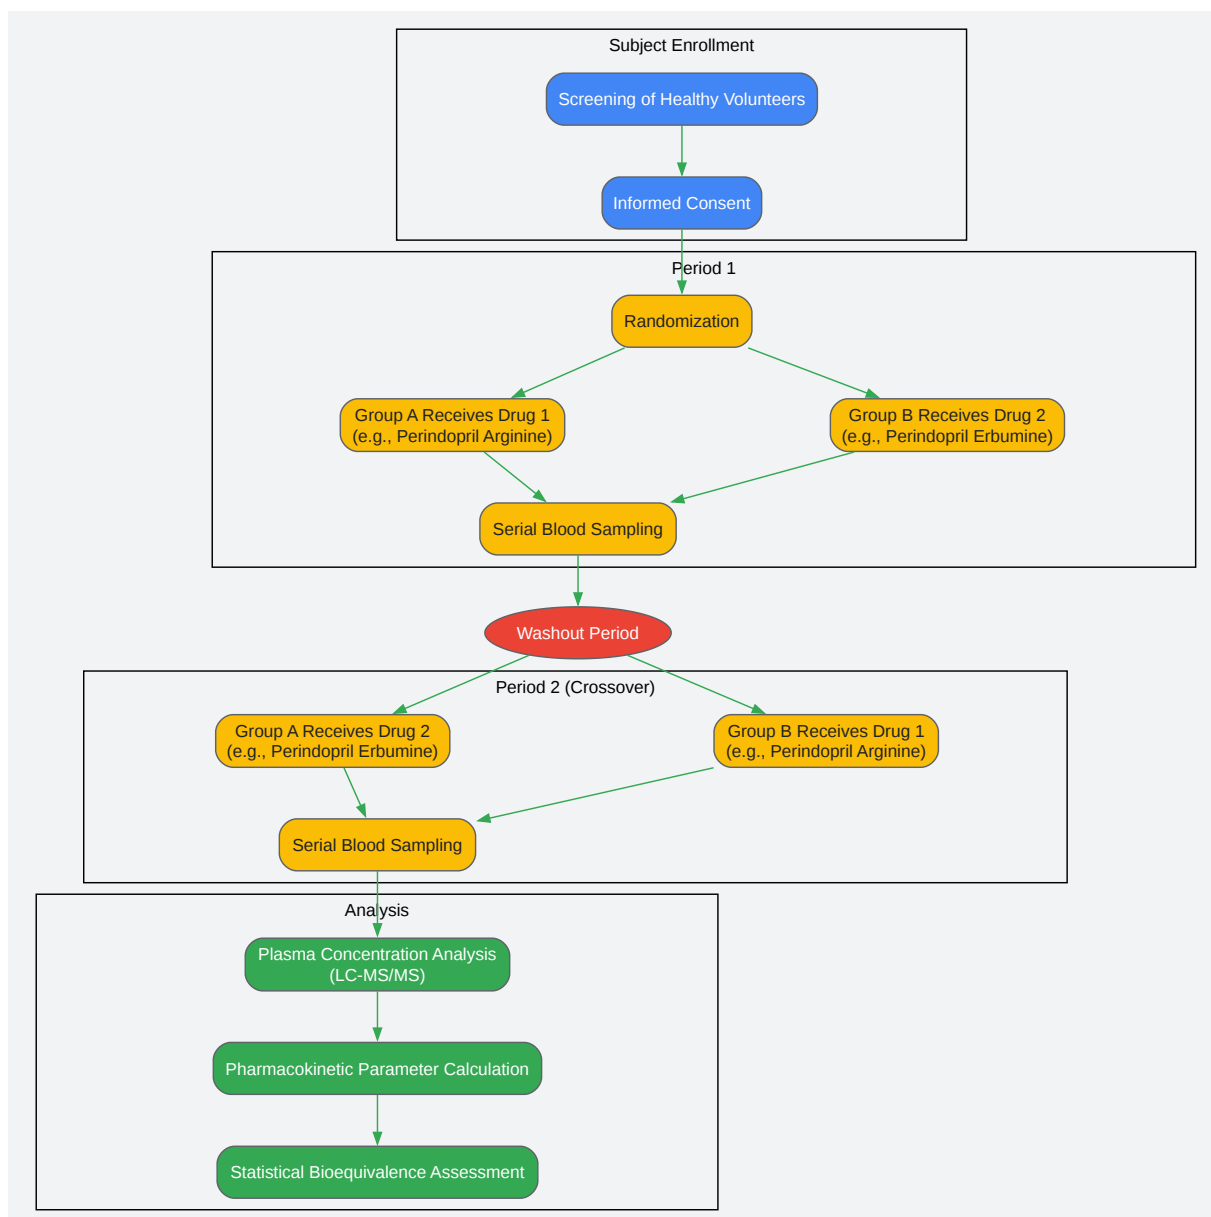 Subject Enrollment
Screening of Healthy Volunteers
Informed Consent
Period 1
Randomization
Group A Receives Drug 1
(e.g., Perindopril Arginine)
Group B Receives Drug 2
(e.g., Perindopril Erbumine)
Serial Blood Sampling
Washout Period
Period 2 (Crossover)
Group A Receives Drug 2
(e.g., Perindopril Erbumine)
Group B Receives Drug 1
(e.g., Perindopril Arginine)
Serial Blood Sampling
Analysis
Plasma Concentration Analysis
(LC-MS/MS)
Pharmacokinetic Parameter Calculation
Statistical Bioequivalence Assessment